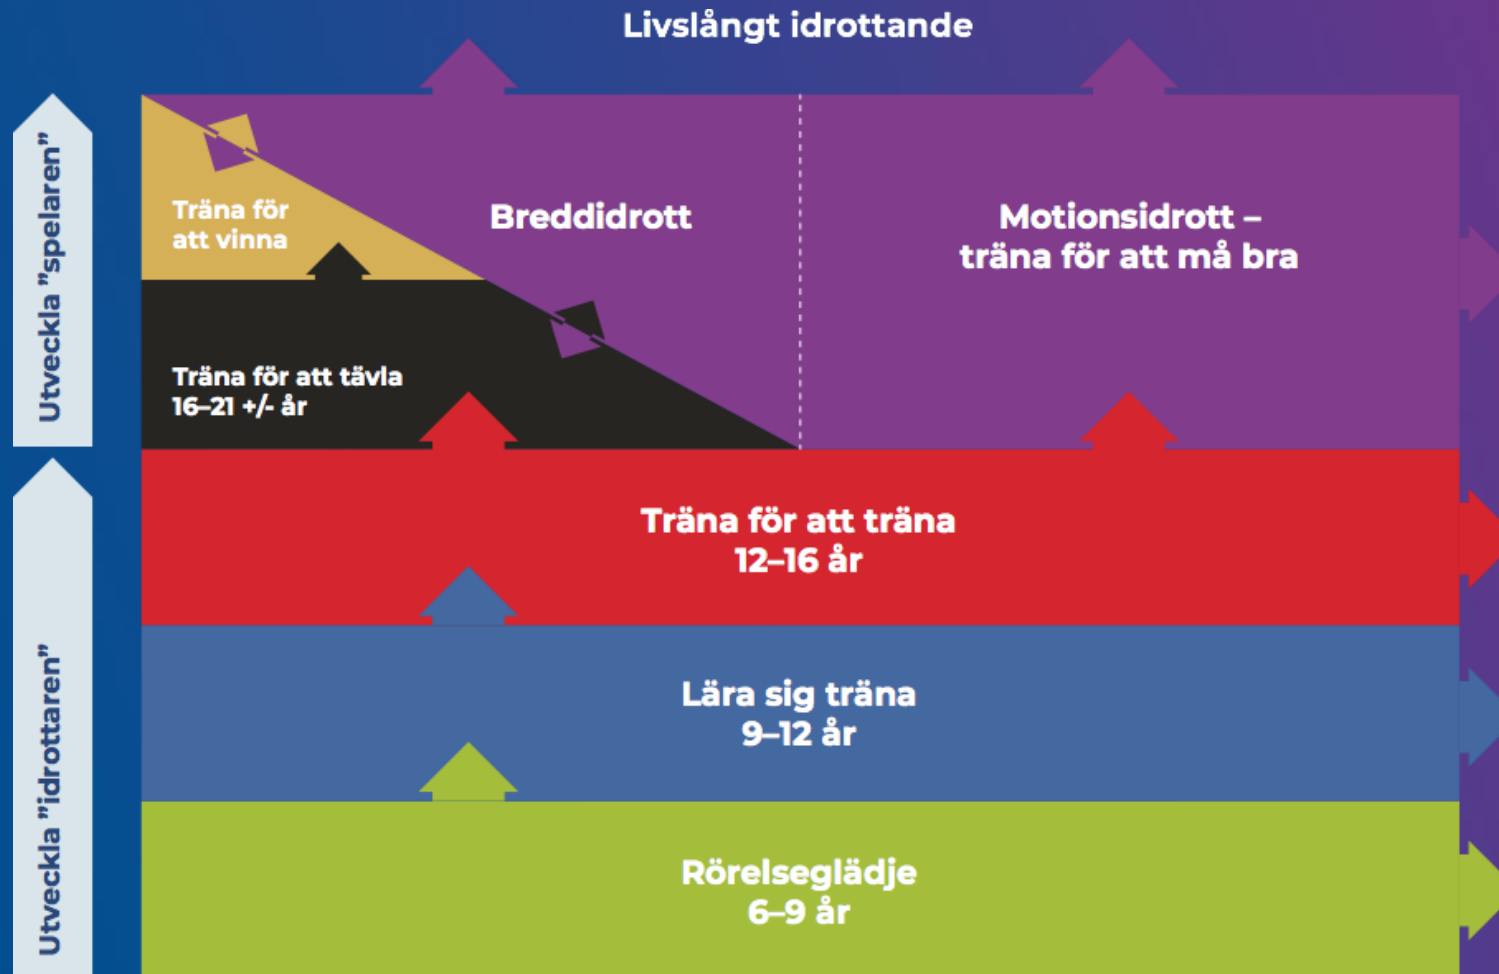 Livslångt idrottande
Utveckla ”spelaren”
Träna för
att vinna
Breddidrott
Motionsidrott –
träna för att må bra
Träna för att tävla
16–21 +/- år
Träna för att träna
12–16 år
Utveckla ”idrottaren”
Lära sig träna
9–12 år
Rörelseglädje
6–9 år